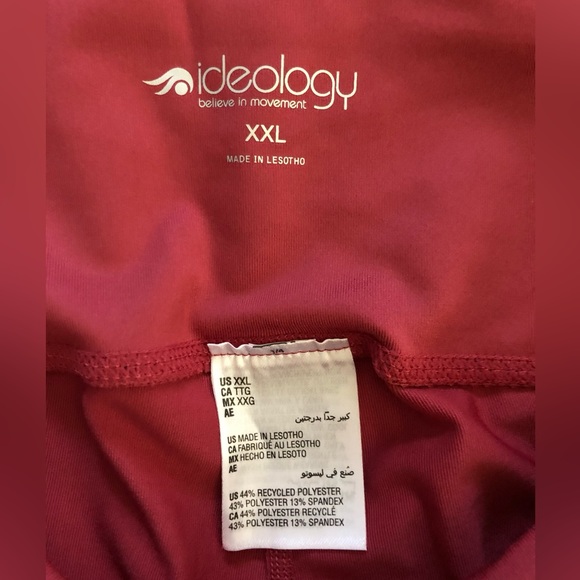 ideology
believe in movement
XXL
MADE IN LESOTHO
US XXL
CA TTG
MX XXG
AE
كبير جدًا بدرجتين
US MADE IN LESOTHO
CA FABRIQUÉ AU LESOTHO
MX HECHO EN LESOTO
AE
صُنع في ليسوتو
US 44% RECYCLED POLYESTER
43% POLYESTER 13% SPANDEX
CA 44% POLYESTER RECYCLÉ
43% POLYESTER 13% SPANDEX